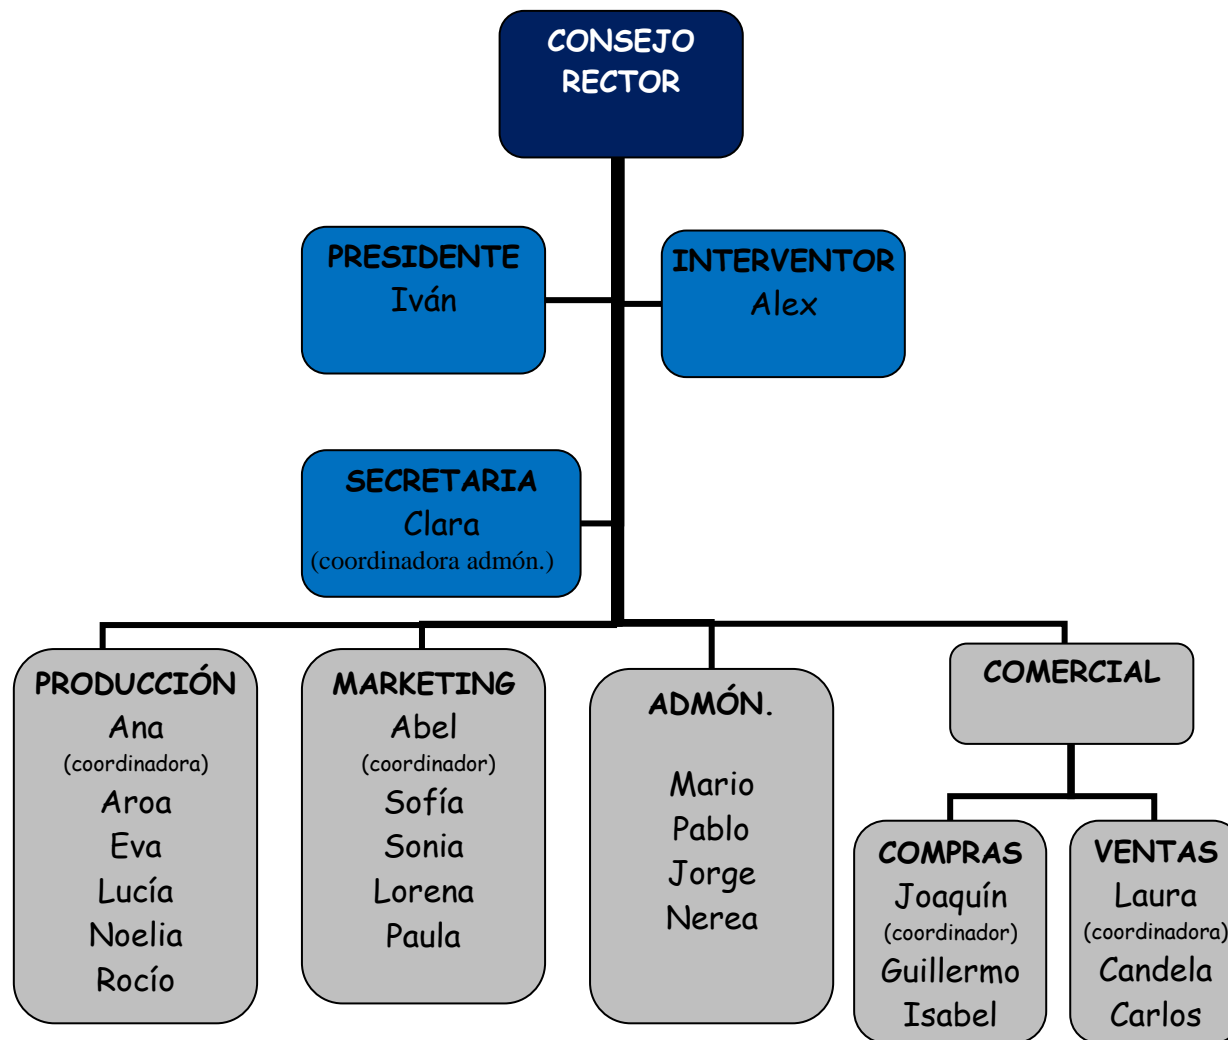 CONSEJO
RECTOR
PRESIDENTE
Iván
INTERVENTOR
Alex
SECRETARIA
Clara
(coordinadora admón.)
PRODUCCIÓN
Ana
(coordinadora)
Aroa
Eva
Lucía
Noelia
Rocío
MARKETING
Abel
(coordinador)
Sofía
Sonia
Lorena
Paula
ADMÓN.
Mario
Pablo
Jorge
Nerea
COMERCIAL
COMPRAS
Joaquín
(coordinador)
Guillermo
Isabel
VENTAS
Laura
(coordinadora)
Candela
Carlos